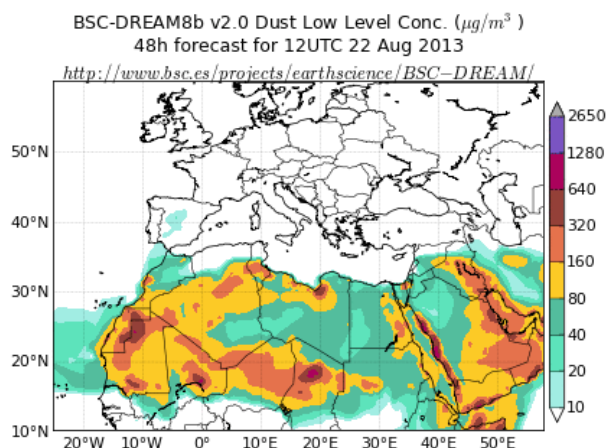 BSC-DREAM8b v2.0 Dust Low Level Conc. (μg/m³ )
48h forecast for 12UTC 22 Aug 2013
http://www.bsc.es/projects/earthscience/BSC−DREAM/
2650
1280
640
320
160
80
40
20
10
50°N
40°N
30°N
20°N
10°N
20°W 10°W 0° 10°E 20°E 30°E 40°E 50°E